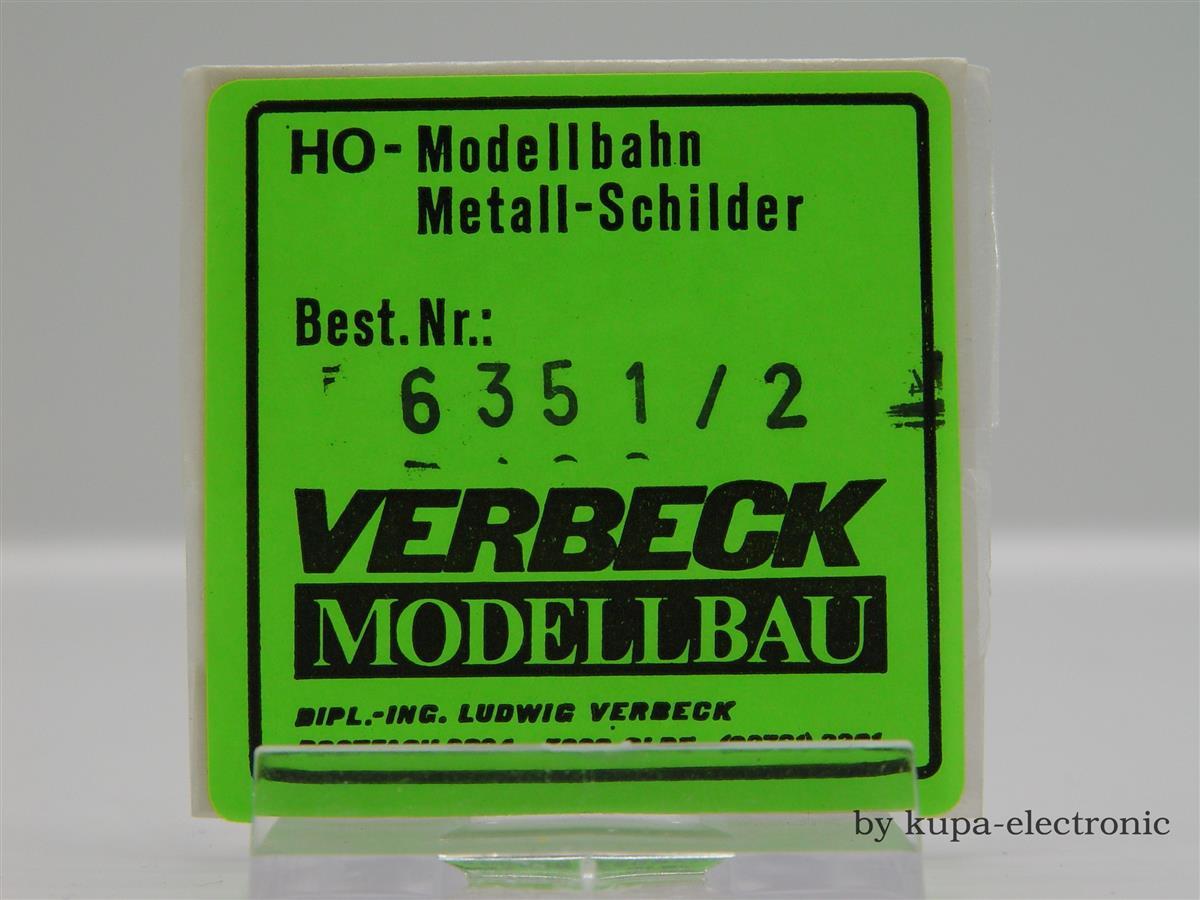 HO-Modellbahn
Metall-Schilder
Best.Nr.:
6351/2
VERBECK
MODELLBAU
DIPL.-ING. LUDWIG VERBECK
by kupa-electronic